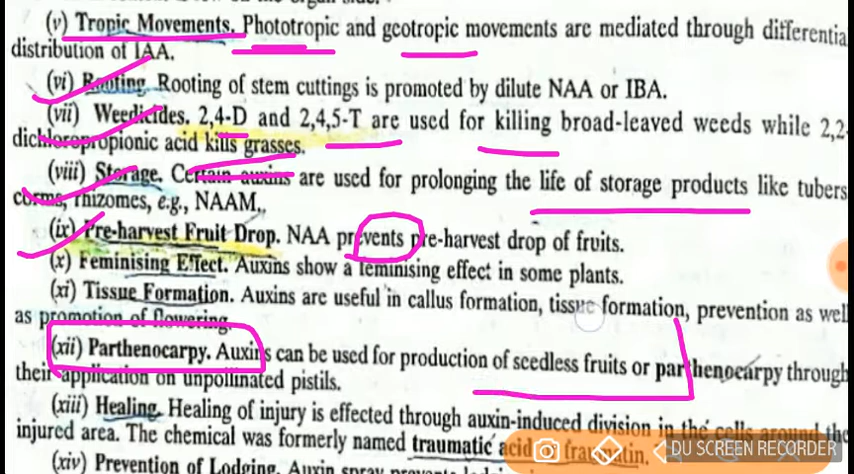 (v) Tropic Movements. Phototropic and geotropic movements are mediated through differentia
distribution of IAA.
(vi) Rooting. Rooting of stem cuttings is promoted by dilute NAA or IBA.
(vii) Weedicides. 2,4-D and 2,4,5-T are used for killing broad-leaved weeds while 2,2-
dichloropropionic acid kills grasses.
(viii) Storage. Certain auxins are used for prolonging the life of storage products like tubers
corms, rhizomes, e.g., NAAM.
(ix) Pre-harvest Fruit Drop. NAA prevents pre-harvest drop of fruits.
(x) Feminising Effect. Auxins show a feminising effect in some plants.
(xi) Tissue Formation. Auxins are useful in callus formation, tissue formation, prevention as well
as promotion of flowering.
(xii) Parthenocarpy. Auxins can be used for production of seedless fruits or parthenocarpy through
their application on unpollinated pistils.
(xiii) Healing. Healing of injury is effected through auxin-induced division in the cells around the
injured area. The chemical was formerly named traumatic acid or traumatin.
DU SCREEN RECORDER
(xiv) Prevention of Lodging. Auxin spray prevents